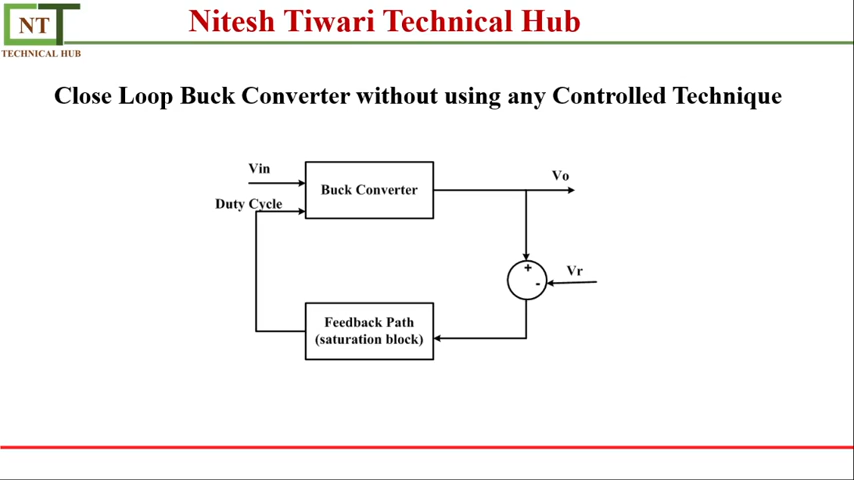 NT
TECHNICAL HUB
Nitesh Tiwari Technical Hub
Close Loop Buck Converter without using any Controlled Technique
Vin
Duty Cycle
Buck Converter
Vo
+
-
Vr
Feedback Path
(saturation block)